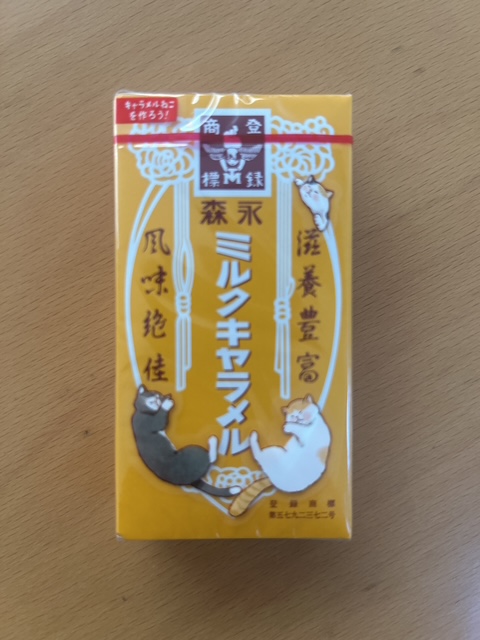 キャラメルねこ
を作ろう!
商登
標録
森永
ミルクキャラメル
滋養豊富
風味絶佳
登録商標
第五七九二三七二号